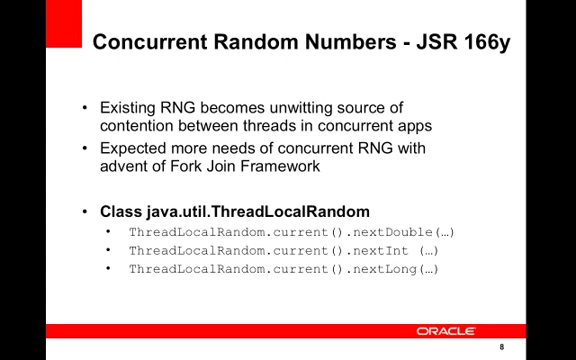 Concurrent Random Numbers - JSR 166y
• Existing RNG becomes unwitting source of
contention between threads in concurrent apps
• Expected more needs of concurrent RNG with
advent of Fork Join Framework
• Class java.util.ThreadLocalRandom
• ThreadLocalRandom.current().nextDouble(…)
• ThreadLocalRandom.current().nextInt (…)
• ThreadLocalRandom.current().nextLong(…)
ORACLE
8